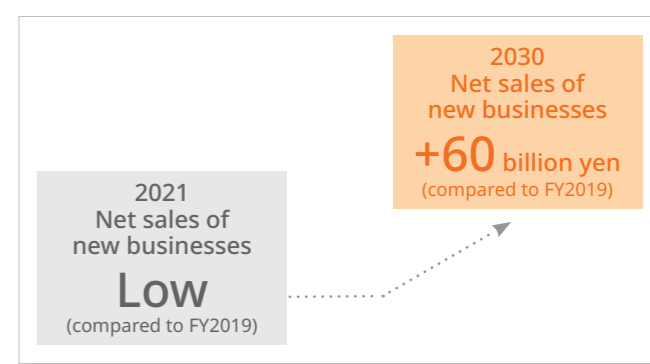 2030
Net sales of
new businesses
+60 billion yen
(compared to FY2019)
2021
Net sales of
new businesses
Low
(compared to FY2019)